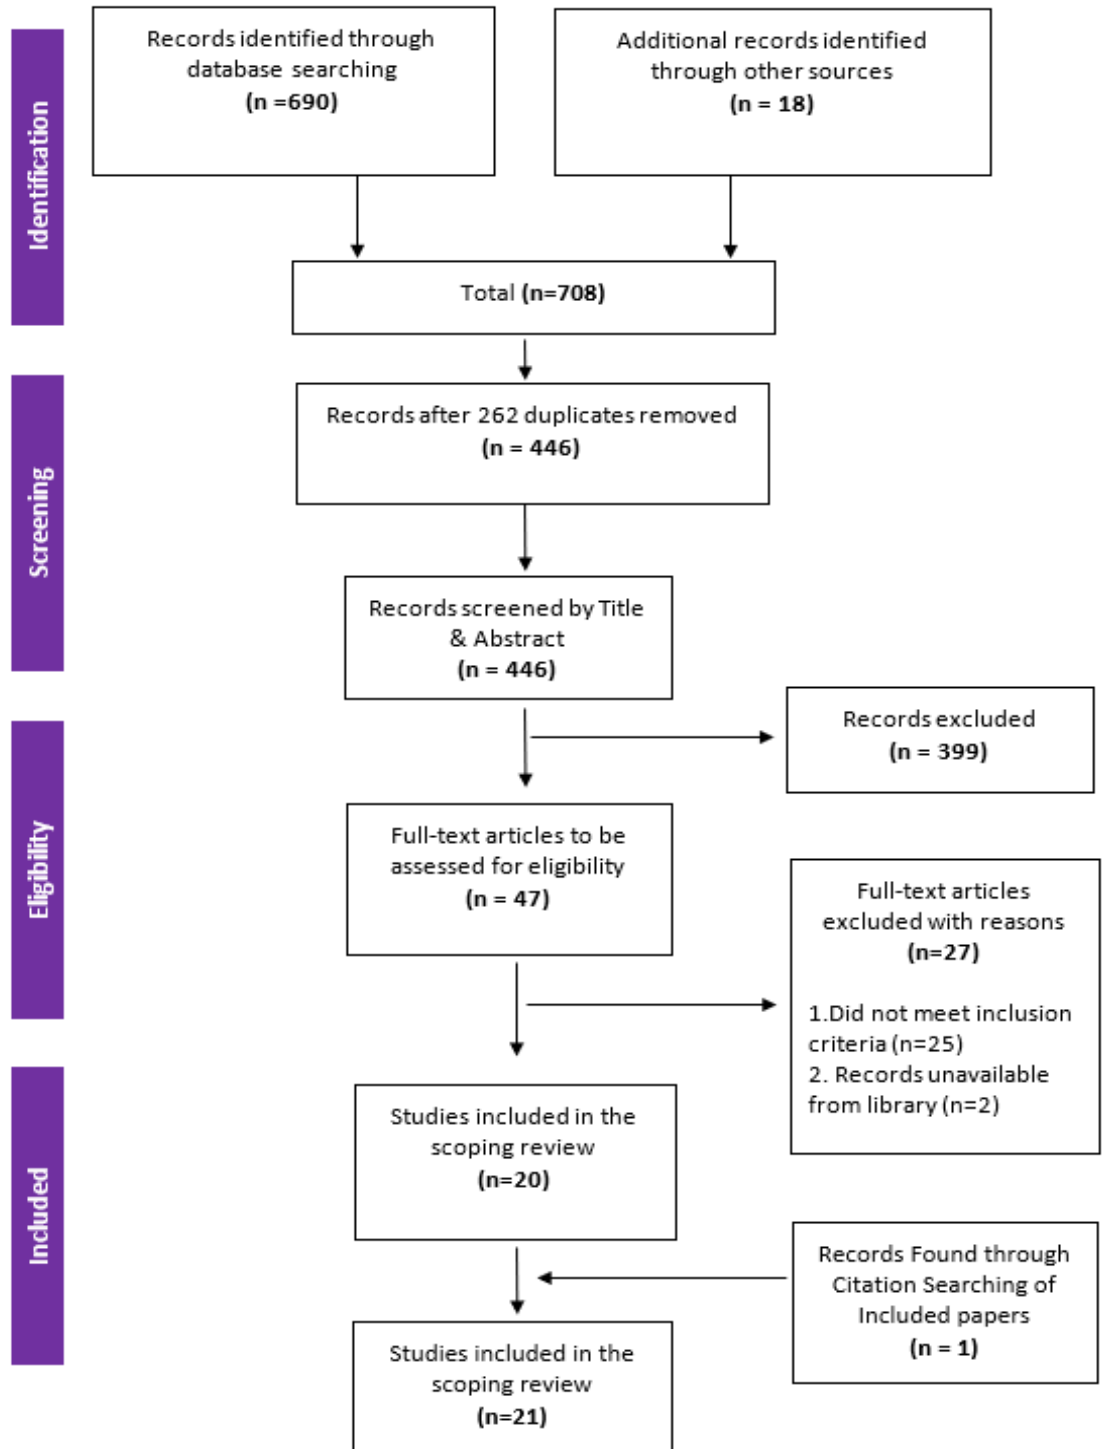 Identification
Records identified through
database searching
(n =690)
Additional records identified
through other sources
(n = 18)
Total (n=708)
Screening
Records after 262 duplicates removed
(n = 446)
Records screened by Title
& Abstract
(n = 446)
Records excluded
(n = 399)
Eligibility
Full-text articles to be
assessed for eligibility
(n = 47)
Full-text articles
excluded with reasons
(n=27)
1.Did not meet inclusion
criteria (n=25)
2. Records unavailable
from library (n=2)
Included
Studies included in the
scoping review
(n=20)
Records Found through
Citation Searching of
Included papers
(n = 1)
Studies included in the
scoping review
(n=21)